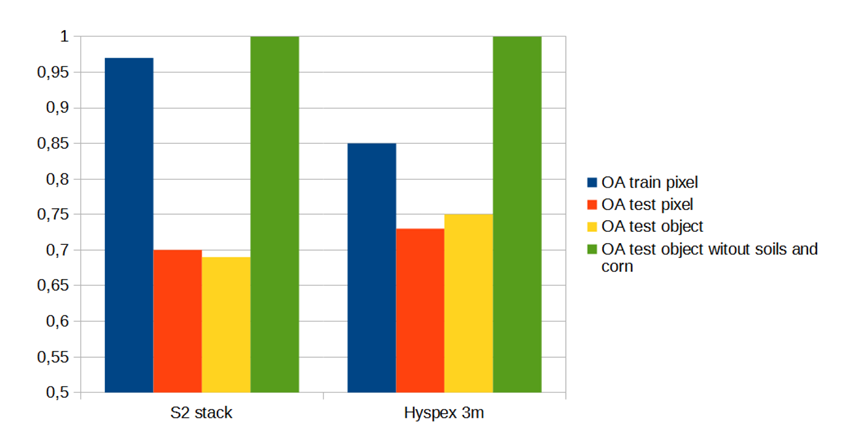 1
0,95
0,9
0,85
0,8
0,75
0,7
0,65
0,6
0,55
0,5
S2 stack
Hyspex 3m
OA train pixel
OA test pixel
OA test object
OA test object witout soils and
corn